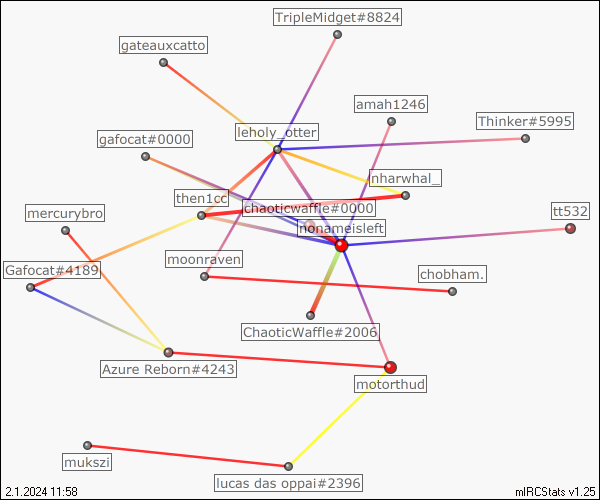 TripleMidget#8824
gateauxcatto
amah1246
Thinker#5995
leholy_otter
gafocat#0000
nharwhal_
then1cc
chaoticwaffle#0000
mercurybro
tt532
nonameisleft
moonraven
Gafocat#4189
chobham.
ChaoticWaffle#2006
Azure Reborn#4243
motorthud
mukszi
lucas das oppai#2396
2.1.2024 11:58
mIRCStats v1.25